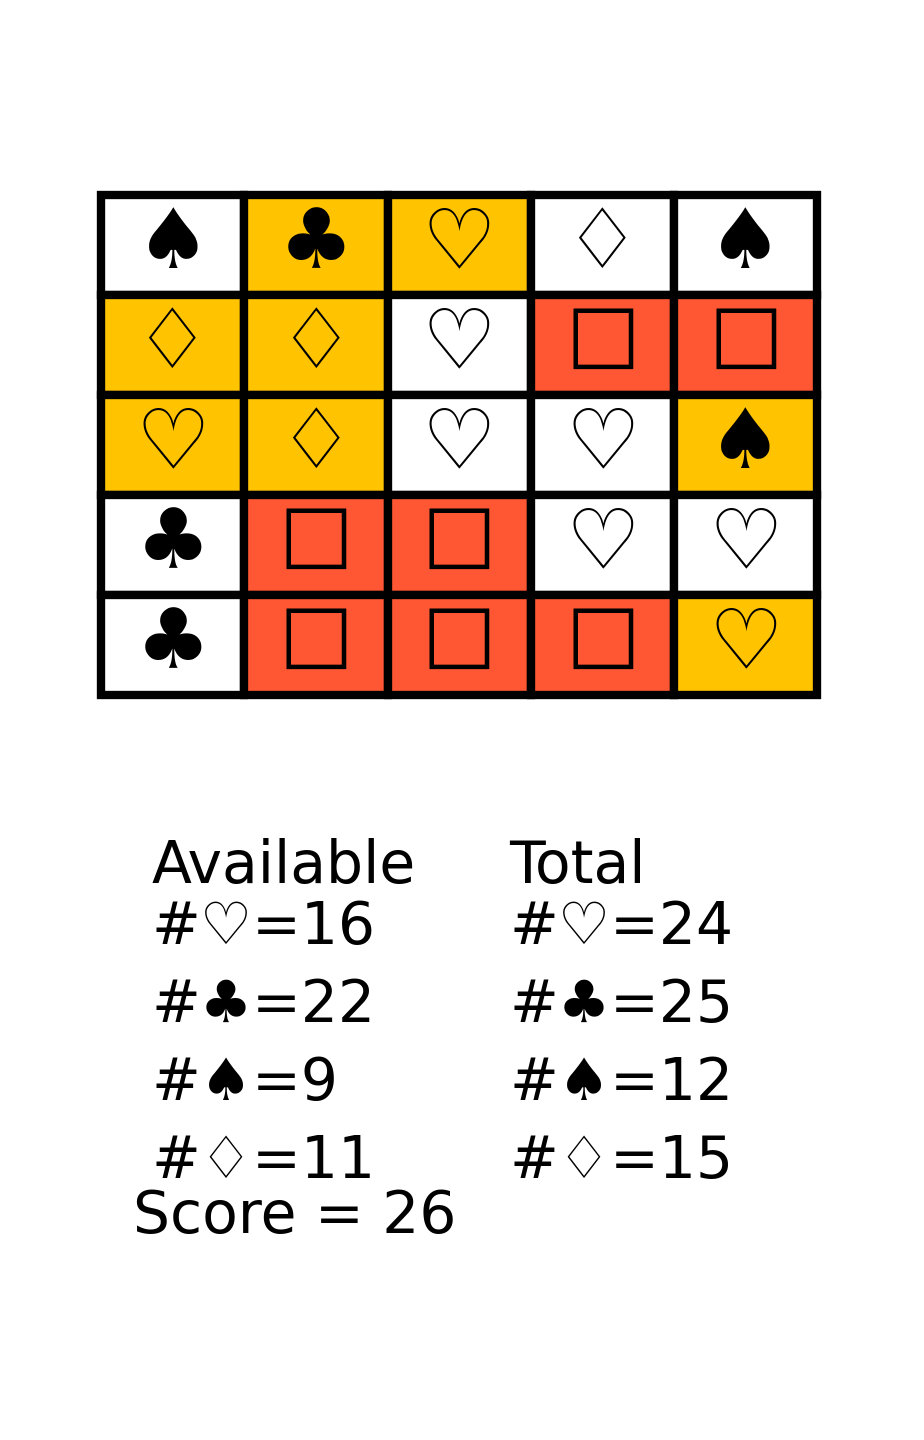 ♠ ♣ ♡ ♢ ♠
♢ ♢ ♡ □ □
♡ ♢ ♡ ♡ ♠
♣ □ □ ♡ ♡
♣ □ □ □ ♡
Available Total
#♡=16 #♡=24
#♣=22 #♣=25
#♠=9 #♠=12
#♢=11 #♢=15
Score = 26